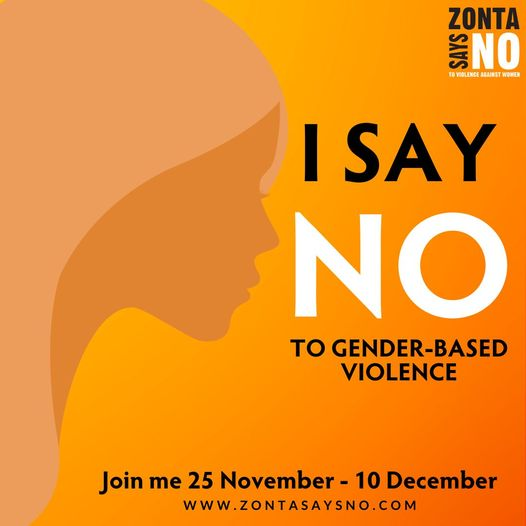 ZONTA
SAYS NO
TO VIOLENCE AGAINST WOMEN
I SAY
NO
TO GENDER-BASED
VIOLENCE
Join me 25 November - 10 December
WWW.ZONTASAYSNO.COM